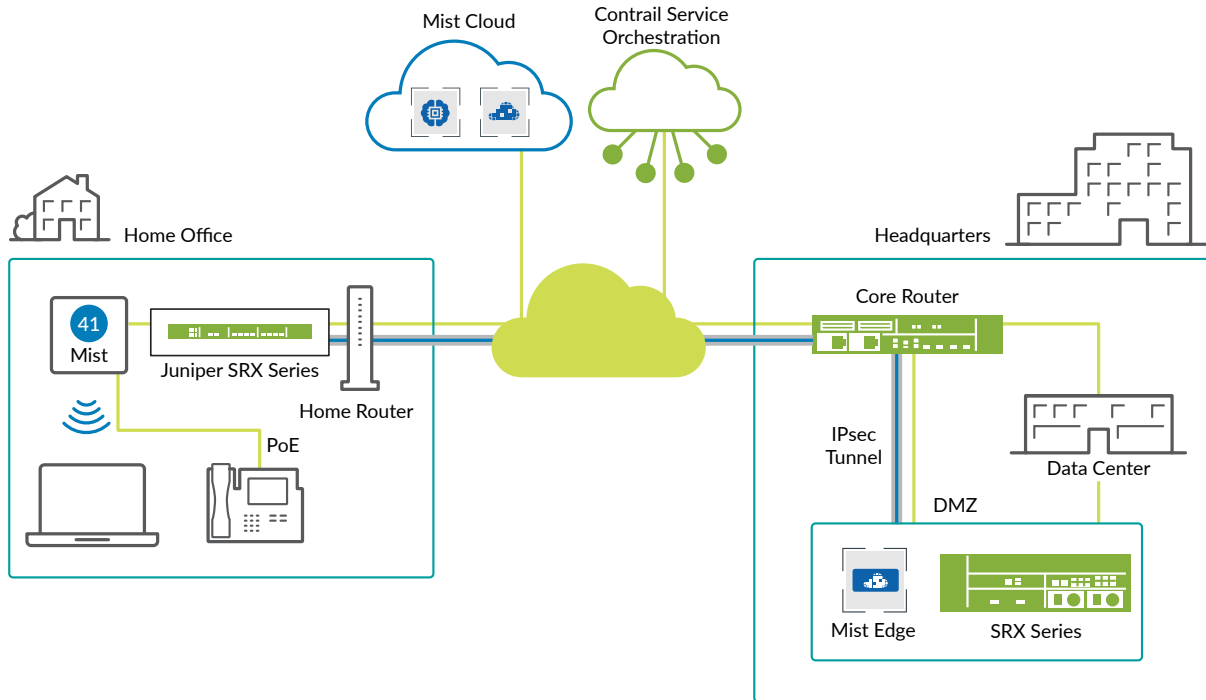 Mist Cloud
Contrail Service
Orchestration
Home Office
Headquarters
41
Mist
Juniper SRX Series
Home Router
PoE
Core Router
IPsec
Tunnel
Data Center
DMZ
Mist Edge
SRX Series